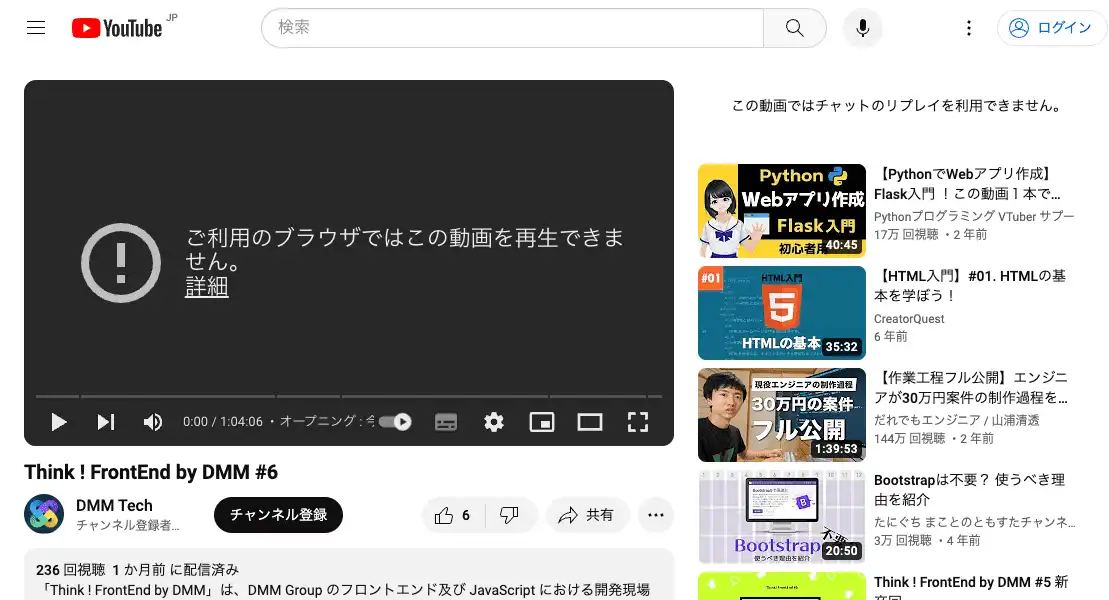 YouTube JP
検索
ログイン
ご利用のブラウザではこの動画を再生できま
せん。
詳細
0:00 / 1:04:06 ・オープニング : 今
Think ! FrontEnd by DMM #6
DMM Tech
チャンネル登録者...
チャンネル登録
6
共有
236 回視聴 1 か月前 に配信済み
「Think ! FrontEnd by DMM」は、DMM Group のフロントエンド及び JavaScript における開発現場
この動画ではチャットのリプレイを利用できません。
Python
Webアプリ作成
Flask入門
初心者用
40:45
【PythonでWebアプリ作成】
Flask入門 ！この動画１本で...
Pythonプログラミング VTuber サプー
17万 回視聴 ・2 年前
#01
HTML入門
5
HTMLの基本
35:32
【HTML入門】#01. HTMLの基
本を学ぼう！
CreatorQuest
6 年前
現役エンジニアの制作過程
30万円の案件
フル公開
1:39:53
【作業工程フル公開】エンジニ
アが30万円案件の制作過程を...
だれでもエンジニア / 山浦清透
144万 回視聴 ・2 年前
B
Bootstrap
不要?
使うべき理由を紹介
20:50
Bootstrapは不要？ 使うべき理
由を紹介
たにぐち まことのともすたチャンネ...
3万 回視聴 ・4 年前
Think ! FrontEnd by DMM #5 新